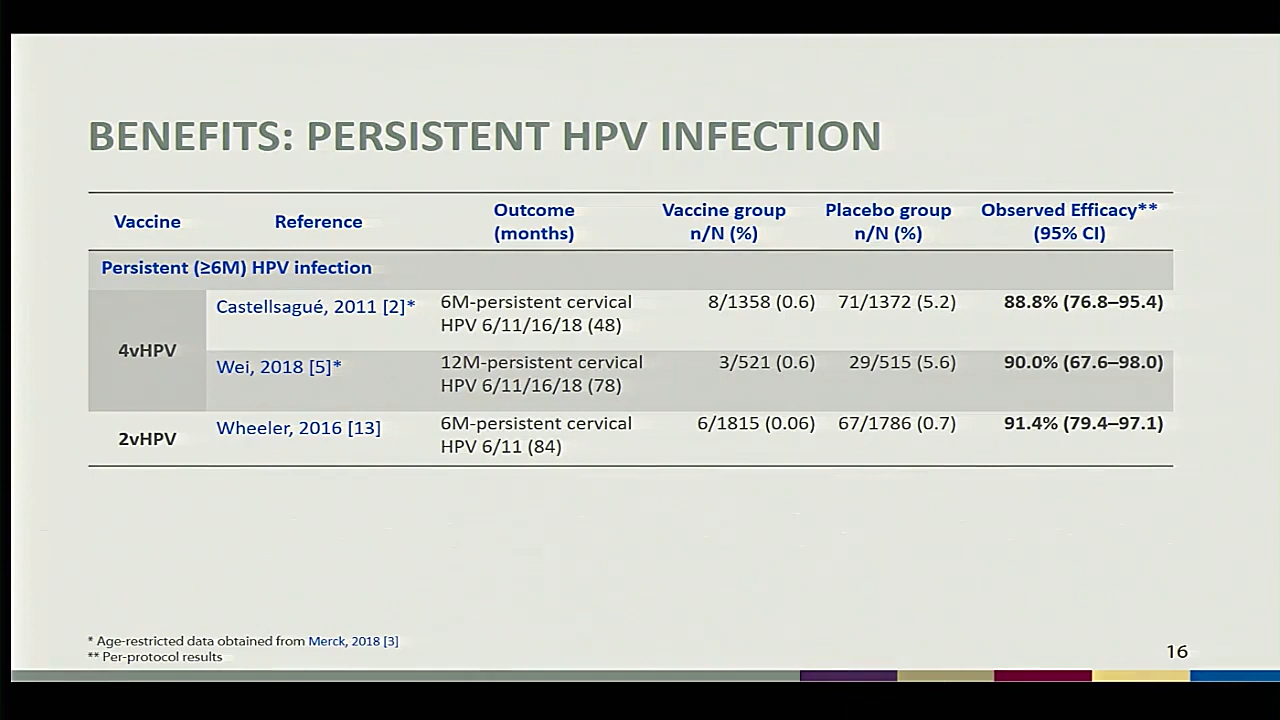 BENEFITS: PERSISTENT HPV INFECTION
Vaccine Reference Outcome (months) Vaccine group n/N (%) Placebo group n/N (%) Observed Efficacy** (95% CI)
Persistent (≥6M) HPV infection
4vHPV
Castellsagué, 2011 [2]* 6M-persistent cervical HPV 6/11/16/18 (48) 8/1358 (0.6) 71/1372 (5.2) 88.8% (76.8–95.4)
Wei, 2018 [5]* 12M-persistent cervical HPV 6/11/16/18 (78) 3/521 (0.6) 29/515 (5.6) 90.0% (67.6–98.0)
2vHPV Wheeler, 2016 [13] 6M-persistent cervical HPV 6/11 (84) 6/1815 (0.06) 67/1786 (0.7) 91.4% (79.4–97.1)
* Age-restricted data obtained from Merck, 2018 [3]
** Per-protocol results
16